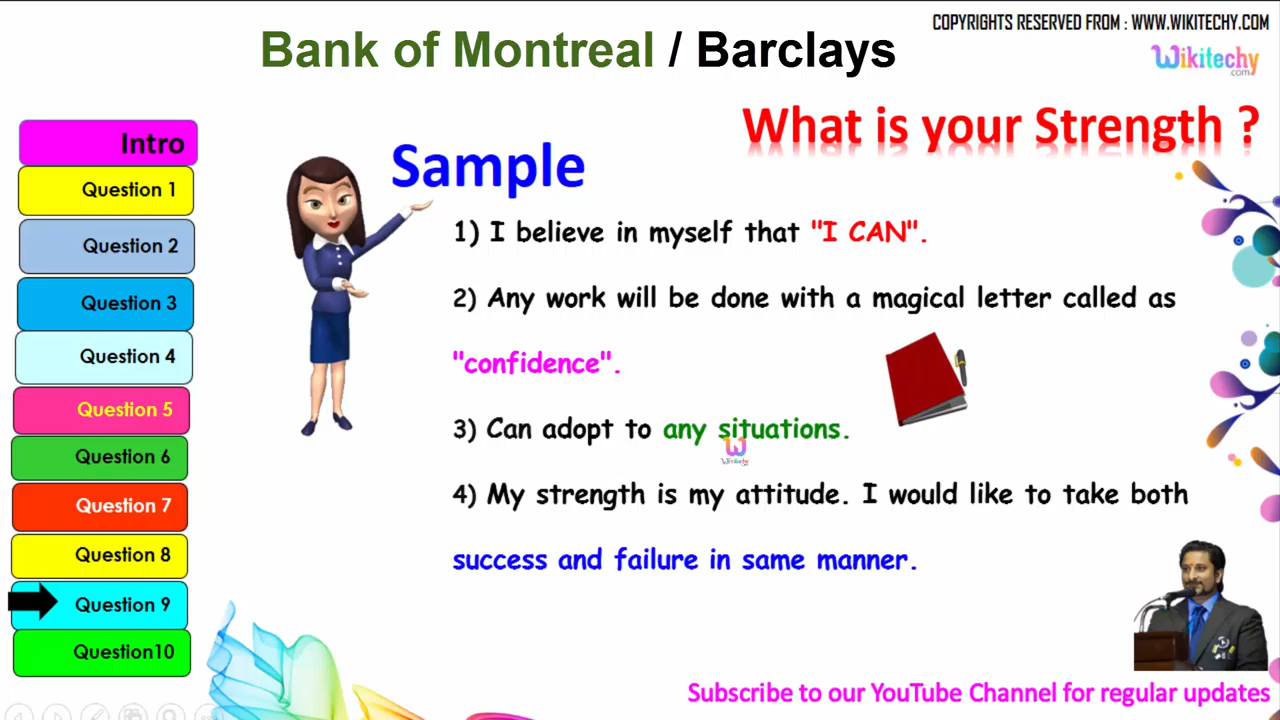 COPYRIGHTS RESERVED FROM : WWW.WIKITECHY.COM
Bank of Montreal / Barclays
Wikitechy
.com
What is your Strength ?
Intro
Question 1
Question 2
Question 3
Question 4
Question 5
Question 6
Question 7
Question 8
Question 9
Question10
Sample
1) I believe in myself that "I CAN".
2) Any work will be done with a magical letter called as
"confidence".
3) Can adopt to any situations.
W
Wikitechy
4) My strength is my attitude. I would like to take both
success and failure in same manner.
Subscribe to our YouTube Channel for regular updates